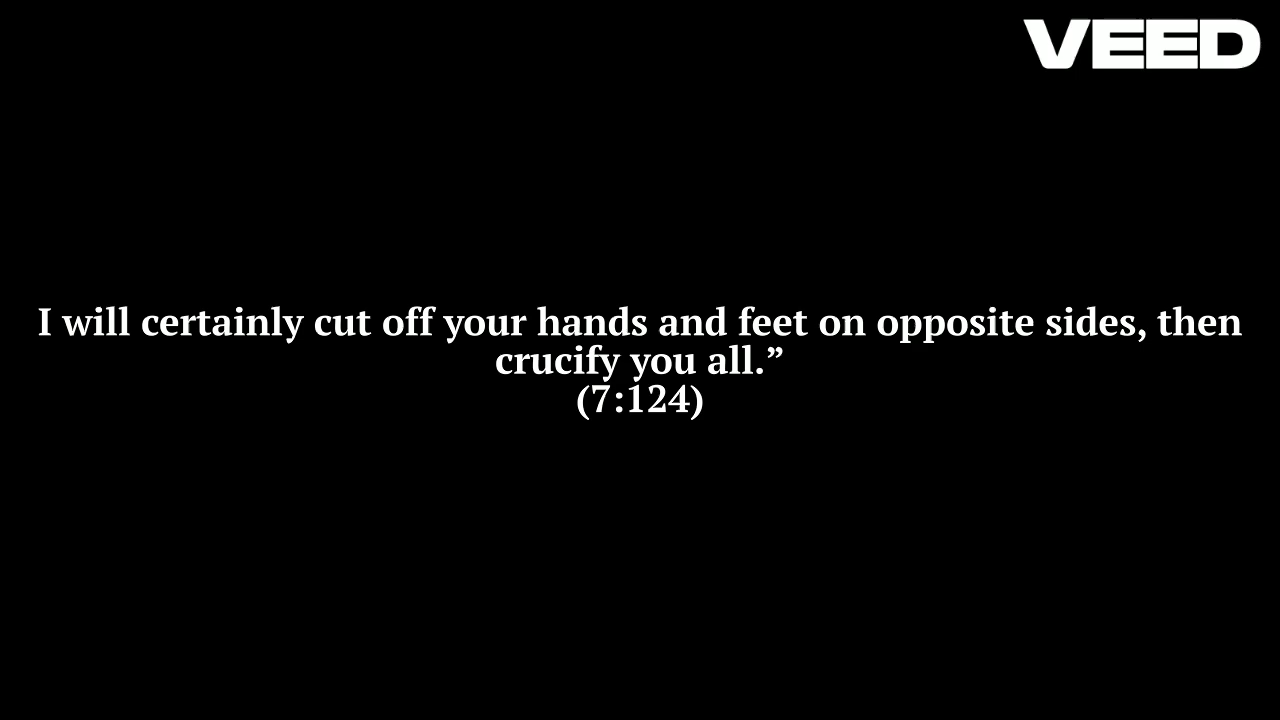 VEED
I will certainly cut off your hands and feet on opposite sides, then
crucify you all.”
(7:124)